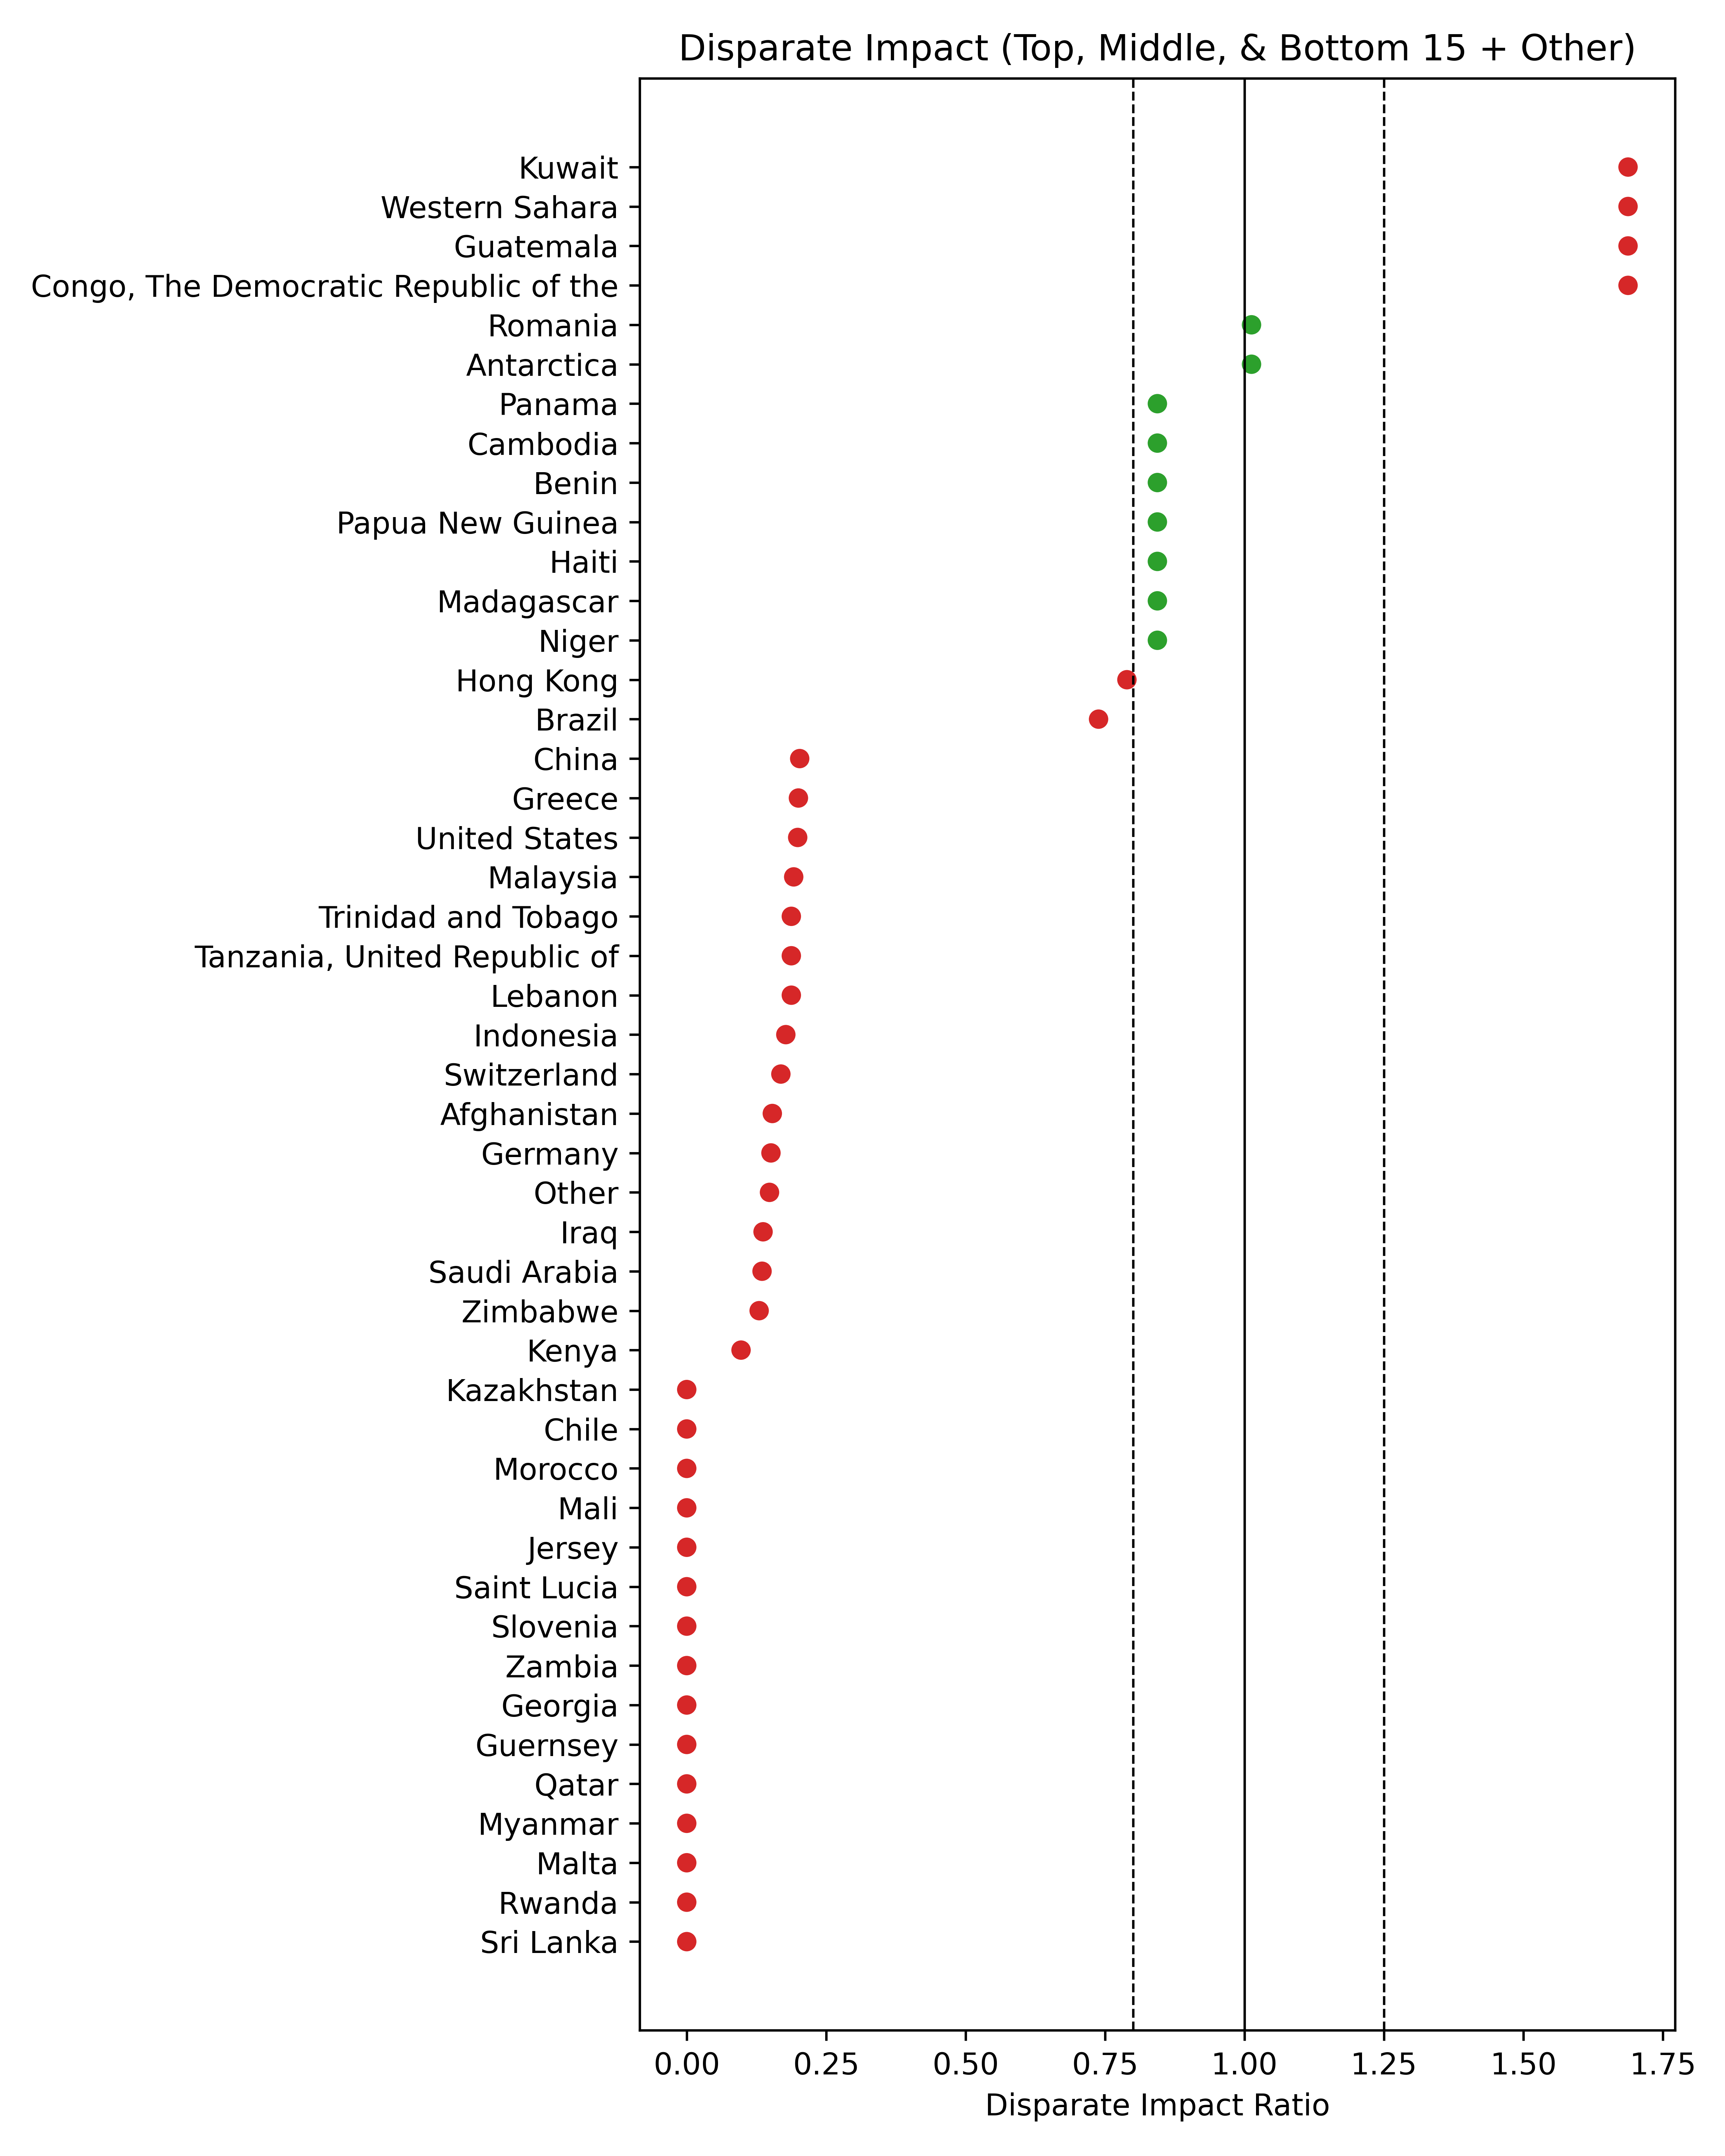 Disparate Impact (Top, Middle, & Bottom 15 + Other)
Kuwait
Western Sahara
Guatemala
Congo, The Democratic Republic of the
Romania
Antarctica
Panama
Cambodia
Benin
Papua New Guinea
Haiti
Madagascar
Niger
Hong Kong
Brazil
China
Greece
United States
Malaysia
Trinidad and Tobago
Tanzania, United Republic of
Lebanon
Indonesia
Switzerland
Afghanistan
Germany
Other
Iraq
Saudi Arabia
Zimbabwe
Kenya
Kazakhstan
Chile
Morocco
Mali
Jersey
Saint Lucia
Slovenia
Zambia
Georgia
Guernsey
Qatar
Myanmar
Malta
Rwanda
Sri Lanka
0.00 0.25 0.50 0.75 1.00 1.25 1.50 1.75
Disparate Impact Ratio